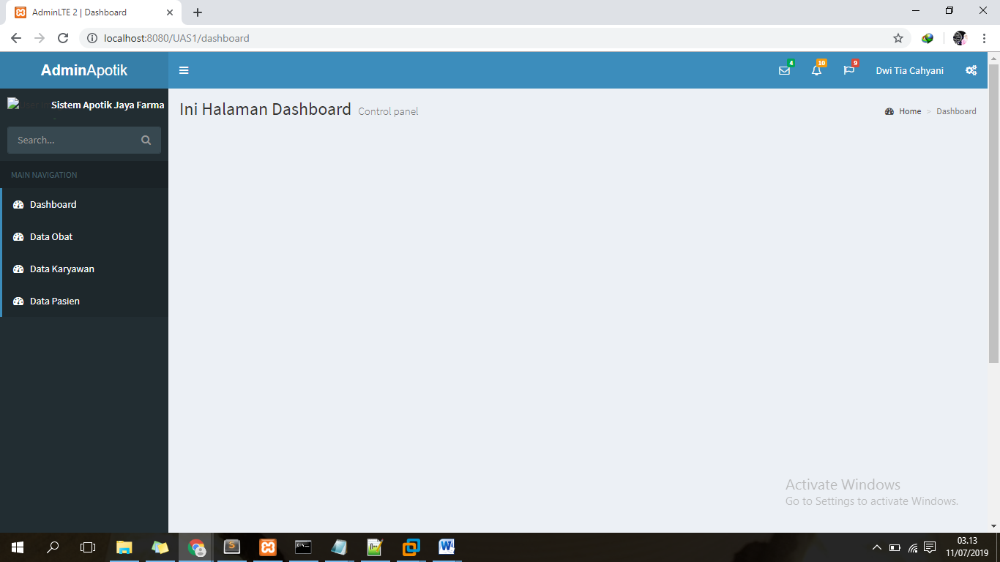 AdminLTE 2 | Dashboard
localhost:8080/UAS1/dashboard
AdminApotik
4
10
9
Dwi Tia Cahyani
Sistem Apotik Jaya Farma
Search...
MAIN NAVIGATION
Dashboard
Data Obat
Data Karyawan
Data Pasien
Ini Halaman Dashboard Control panel
Home > Dashboard
Activate Windows
Go to Settings to activate Windows.
03.13
11/07/2019